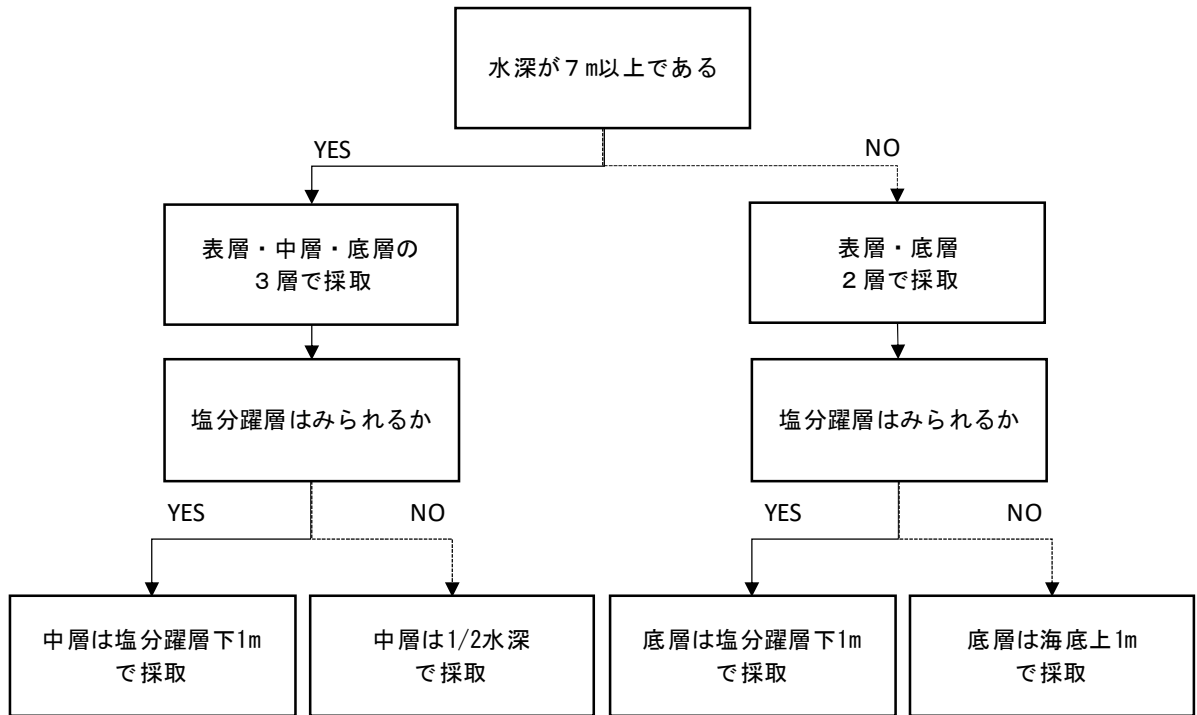 水深が７m以上である
YES
NO
表層・中層・底層の
３層で採取
表層・底層
２層で採取
塩分躍層はみられるか
塩分躍層はみられるか
YES
NO
YES
NO
中層は塩分躍層下1m
で採取
中層は1/2水深
で採取
底層は塩分躍層下1m
で採取
底層は海底上1m
で採取